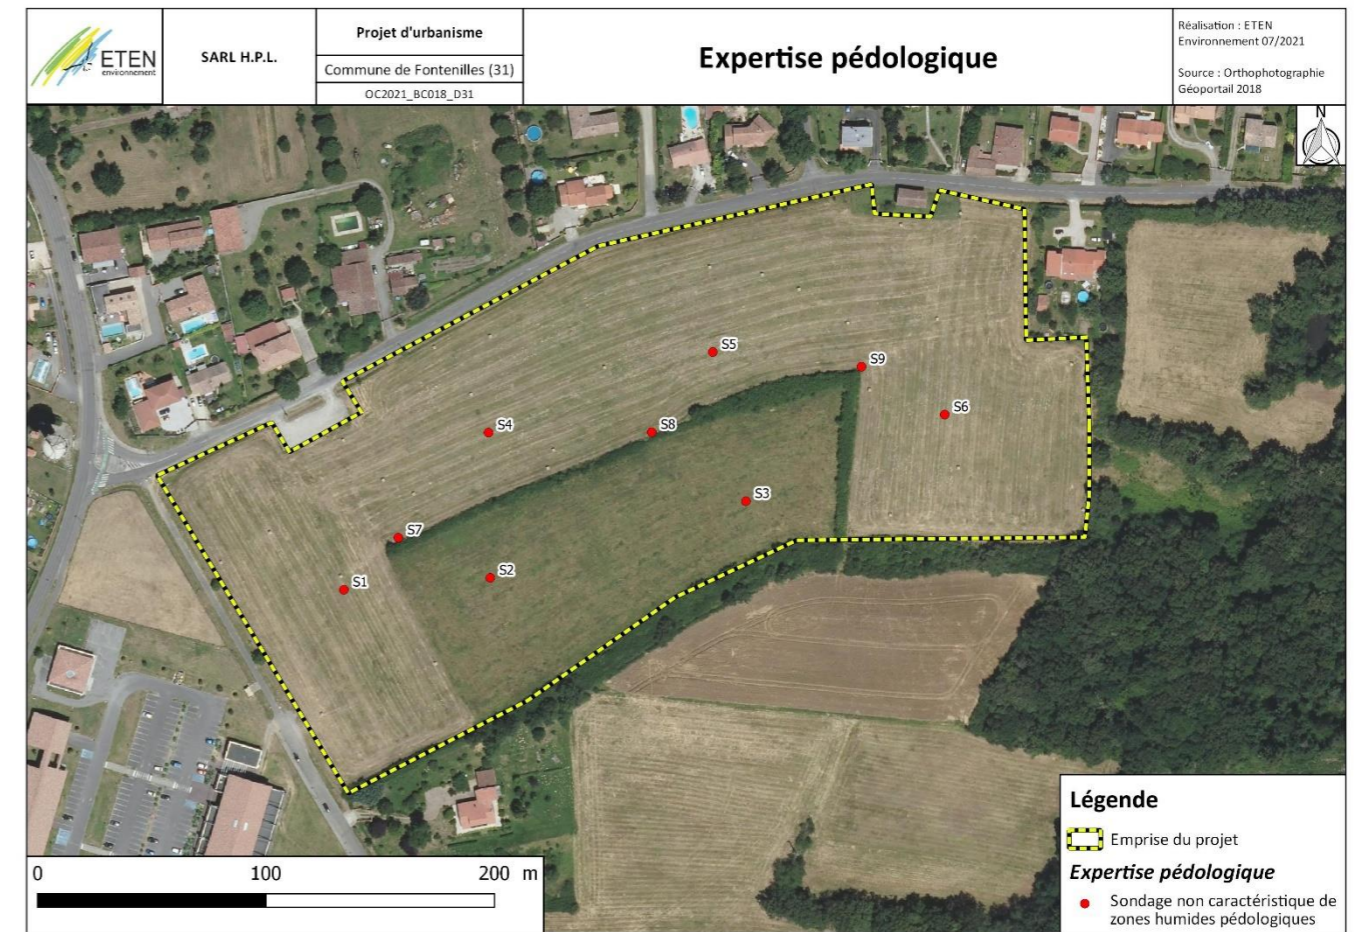 ETEN
environnement
SARL H.P.L.
Projet d'urbanisme
Commune de Fontenilles (31)
OC2021_BC018_D31
Expertise pédologique
Réalisation : ETEN
Environnement 07/2021
Source : Orthophotographie
Géoportail 2018
N
S5
S9
S6
S4
S8
S3
S7
S2
S1
Légende
Emprise du projet
Expertise pédologique
Sondage non caractéristique de
zones humides pédologiques
0 100 200 m